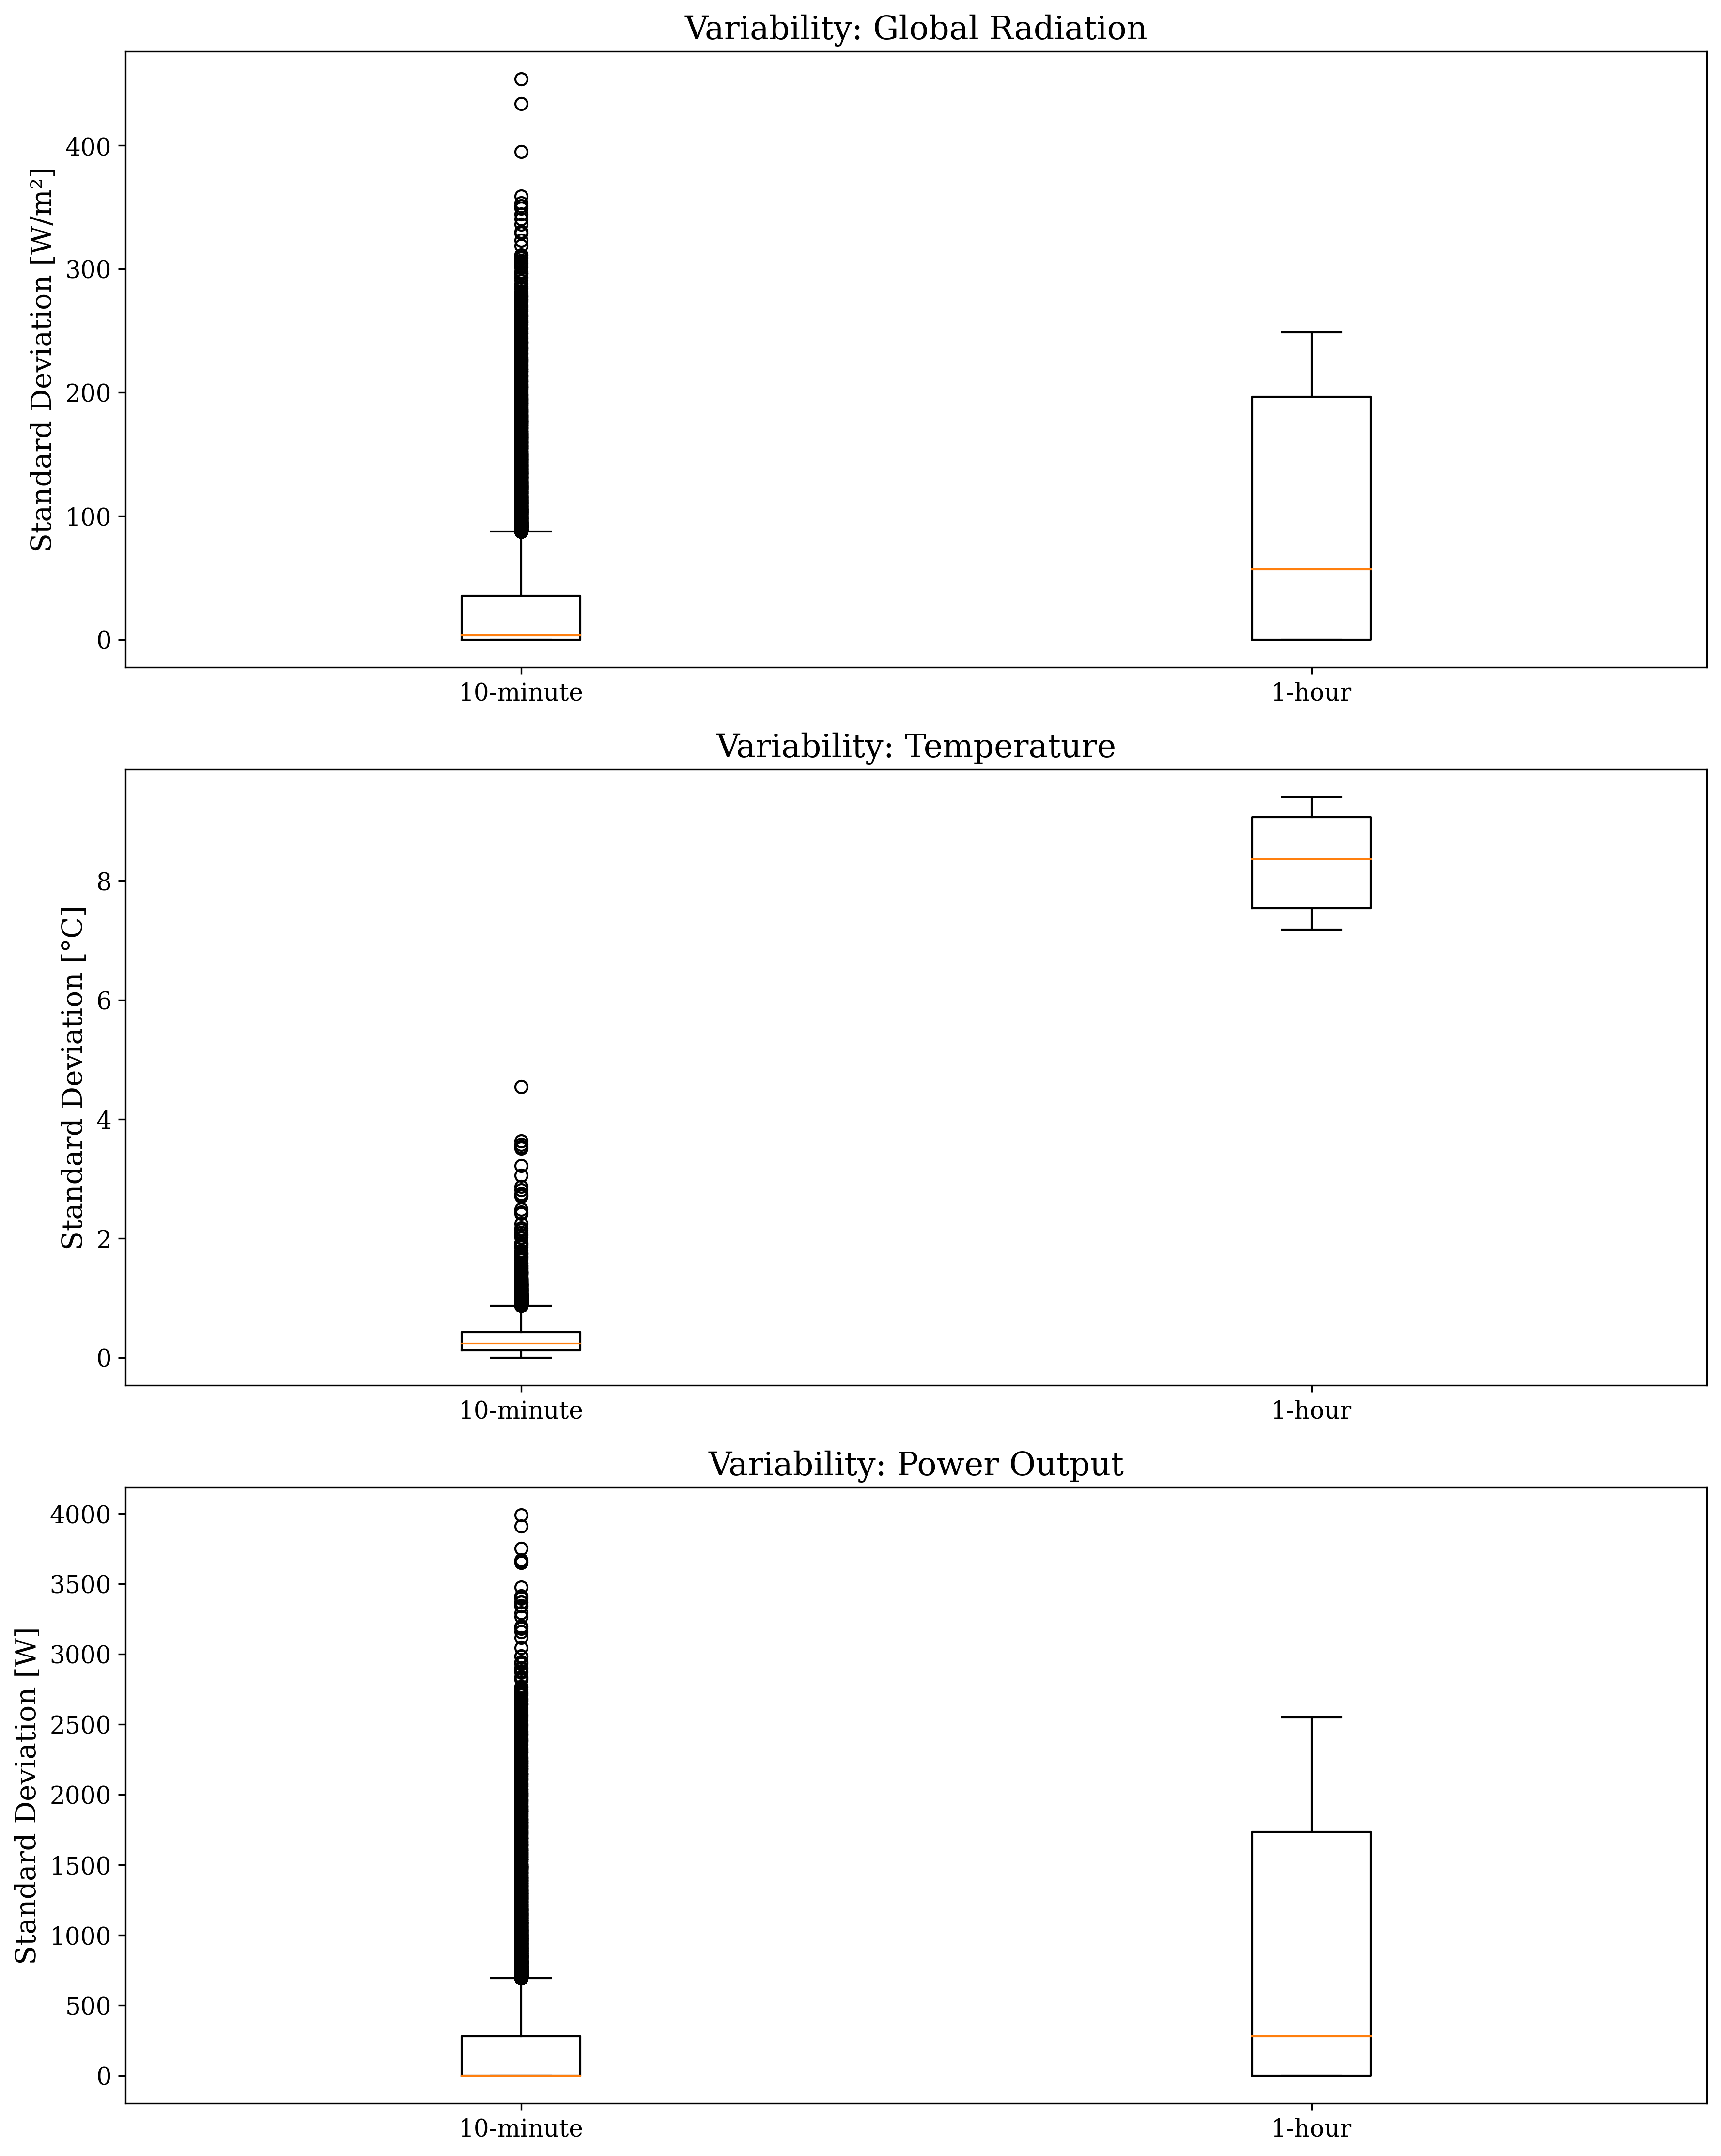 Variability: Global Radiation
Standard Deviation [W/m²]
400
300
200
100
0
10-minute 1-hour
Variability: Temperature
Standard Deviation [°C]
8
6
4
2
0
10-minute 1-hour
Variability: Power Output
Standard Deviation [W]
4000
3500
3000
2500
2000
1500
1000
500
0
10-minute 1-hour